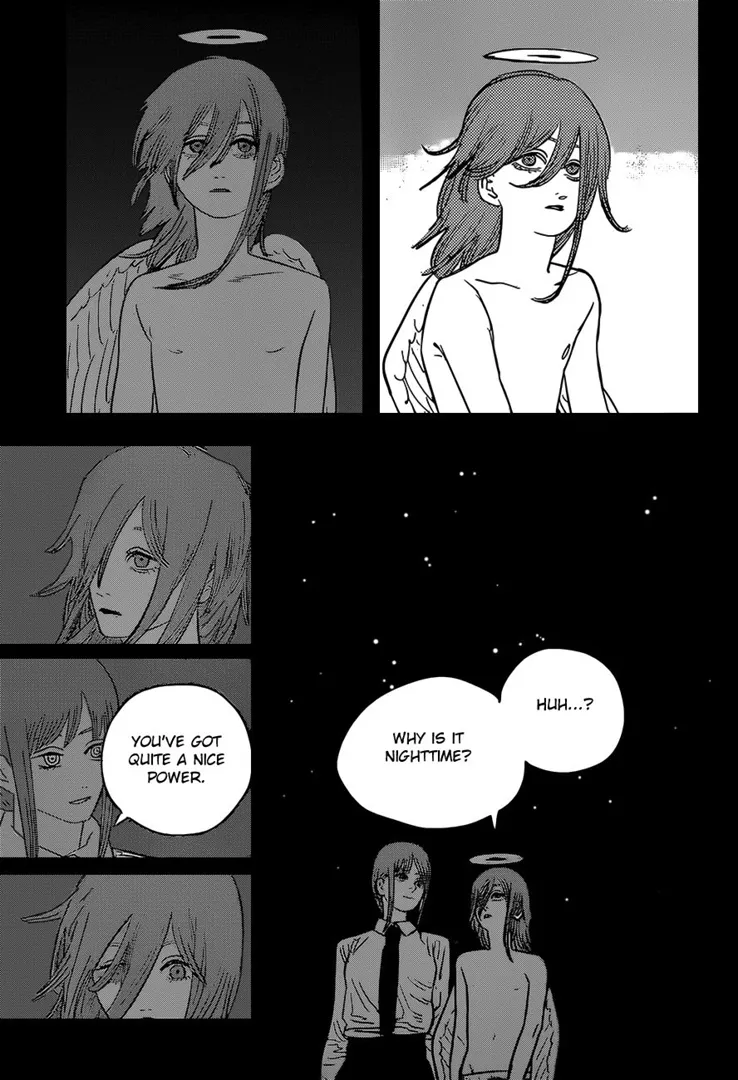 HUH...?
WHY IS IT
NIGHTTIME?
YOU'VE GOT
QUITE A NICE
POWER.